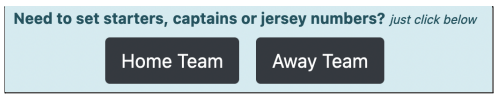 Need to set starters, captains or jersey numbers? just click below
Home Team Away Team